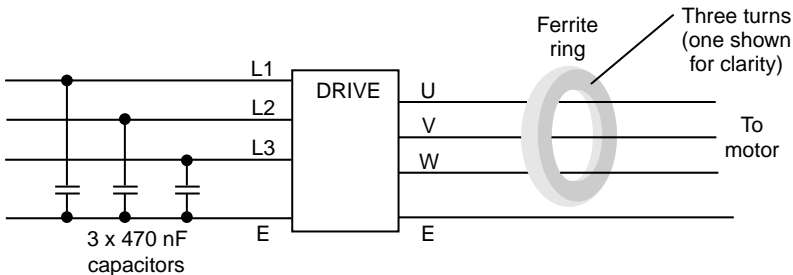 Three turns
(one shown
for clarity)
Ferrite
ring
L1
DRIVE
U
L2
V
To
motor
L3
W
E
E
3 x 470 nF
capacitors